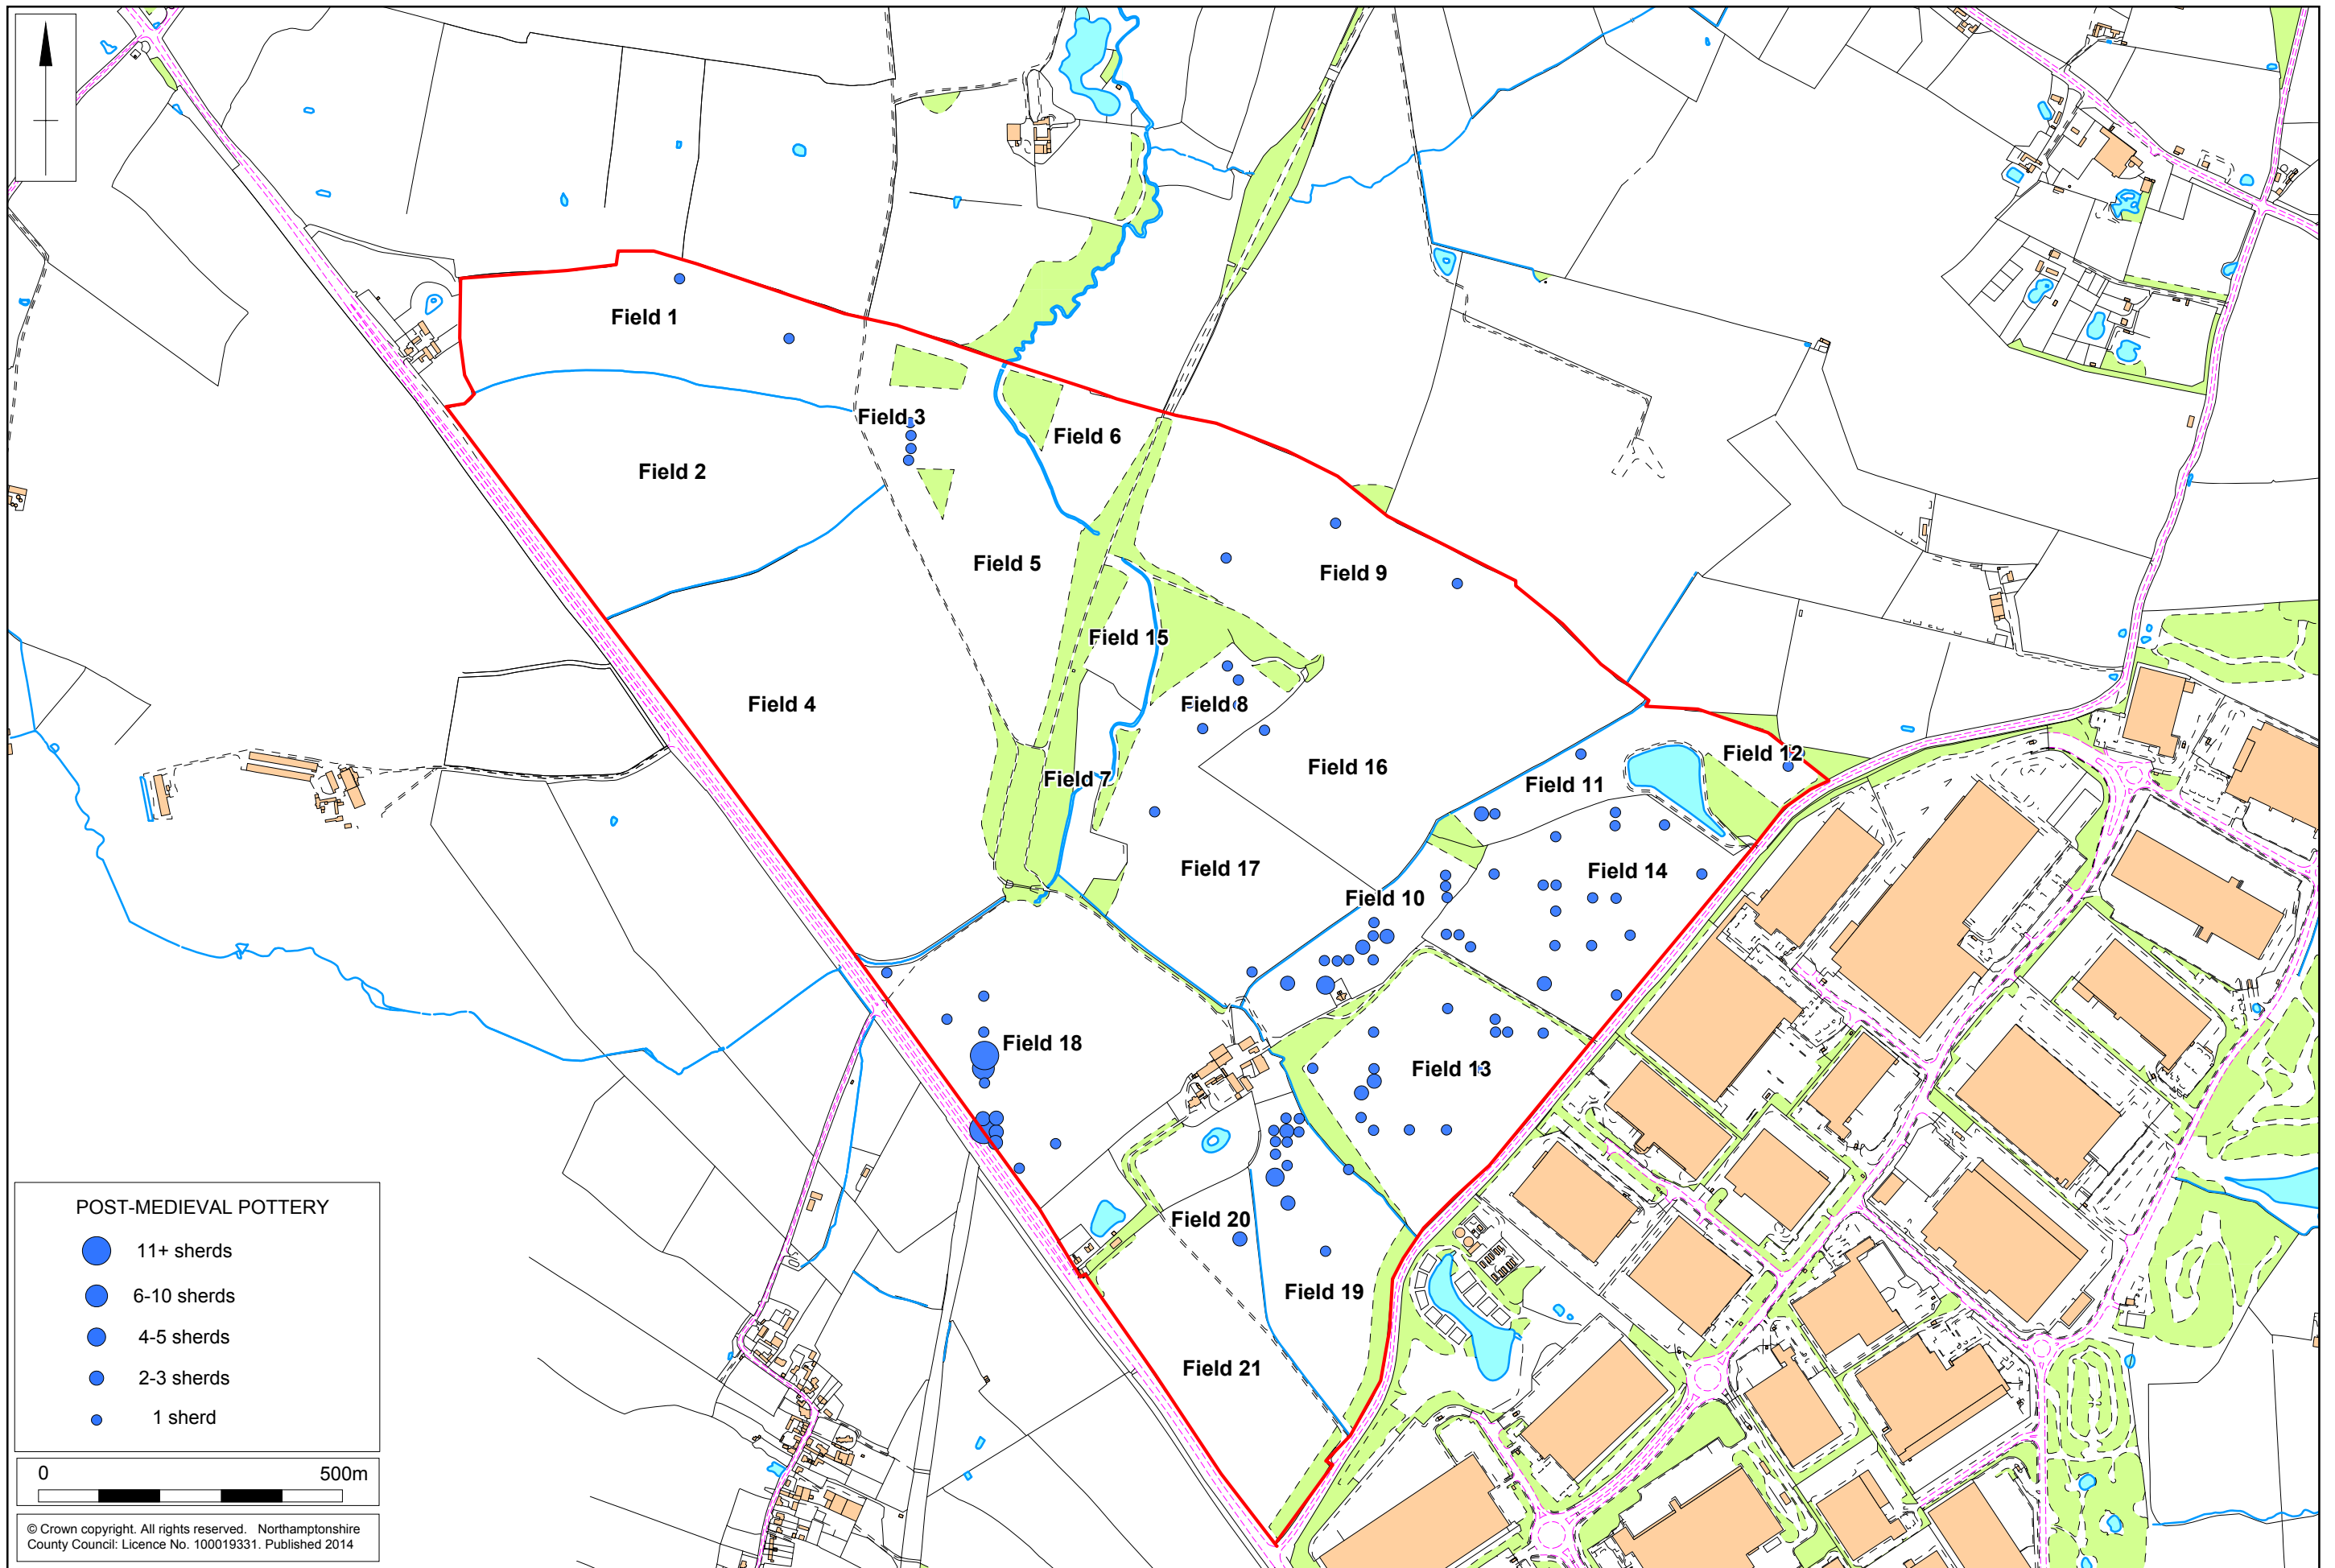 Field 1
Field 3
Field 6
Field 2
Field 5
Field 9
Field 15
Field 4
Field 8
Field 12
Field 16
Field 7
Field 11
Field 17
Field 14
Field 10
Field 18
Field 13
POST-MEDIEVAL POTTERY
11+ sherds
6-10 sherds
4-5 sherds
2-3 sherds
1 sherd
Field 20
Field 19
Field 21
0 500m
© Crown copyright. All rights reserved. Northamptonshire
County Council: Licence No. 100019331. Published 2014